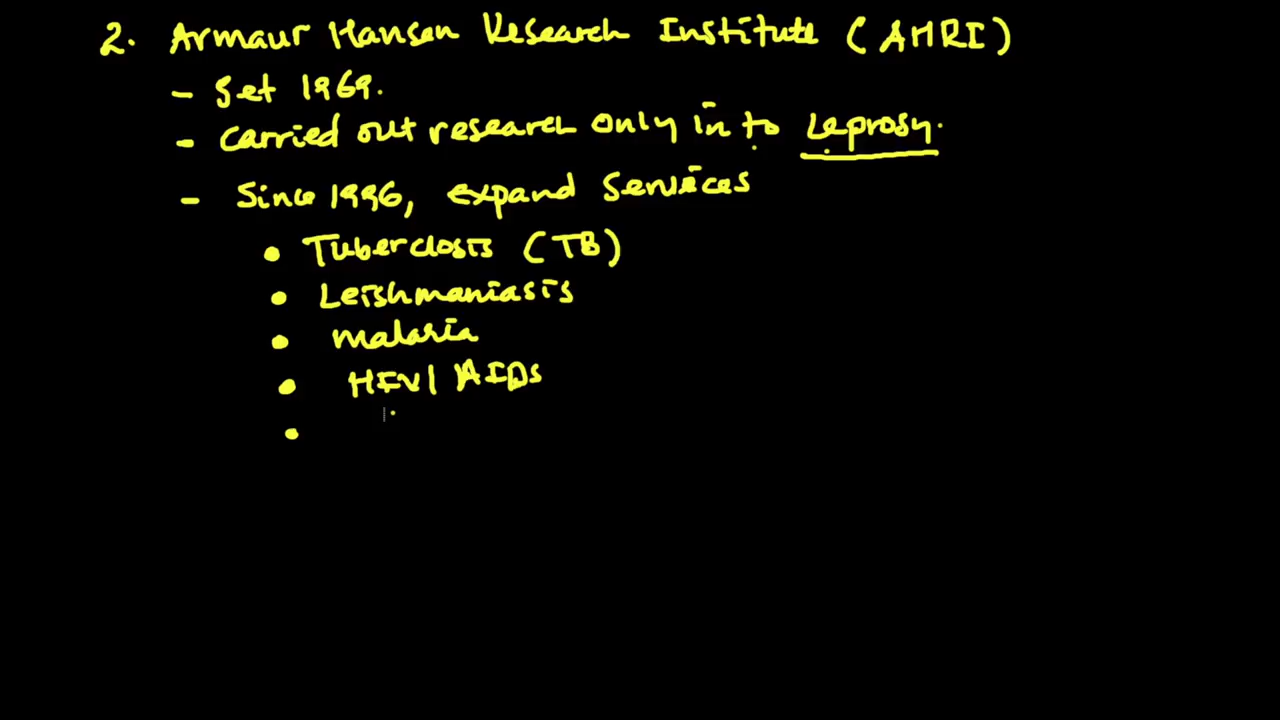 2. Armaur Hansen Research Institute (AHRI)
- Set 1969.
- Carried out research only in to Leprosy.
- Since 1996, expand Services
• Tuberclosis (TB)
• Leishmaniasis
• malaria
• HIV/ AIDs
•